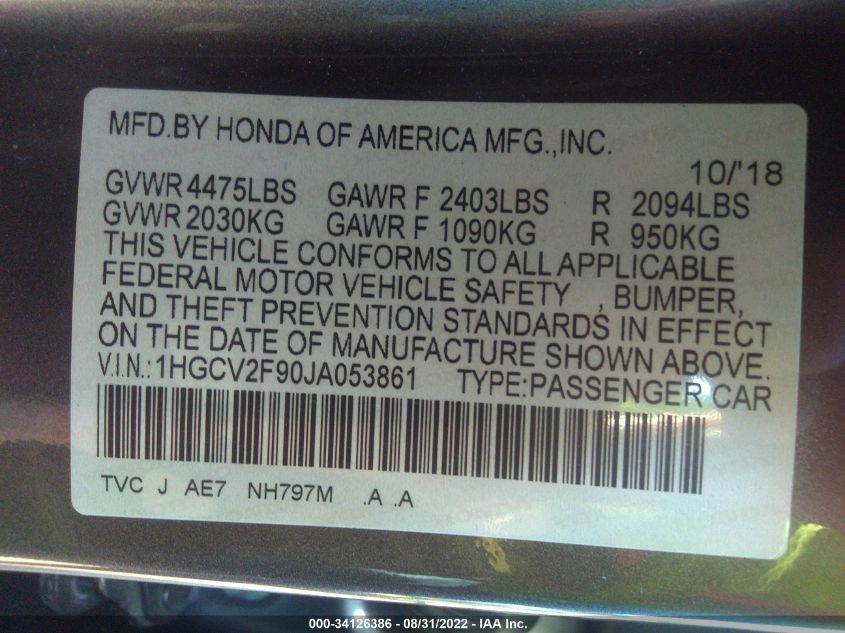 MFD.BY HONDA OF AMERICA MFG.,INC.
10/'18
GVWR 4475LBS GAWR F 2403LBS R 2094LBS
GVWR 2030KG GAWR F 1090KG R 950KG
THIS VEHICLE CONFORMS TO ALL APPLICABLE
FEDERAL MOTOR VEHICLE SAFETY , BUMPER,
AND THEFT PREVENTION STANDARDS IN EFFECT
ON THE DATE OF MANUFACTURE SHOWN ABOVE.
V.I.N.: 1HGCV2F90JA053861 TYPE:PASSENGER CAR
TVC J AE7 NH797M .A .A
000-34126386 - 08/31/2022 - IAA Inc.